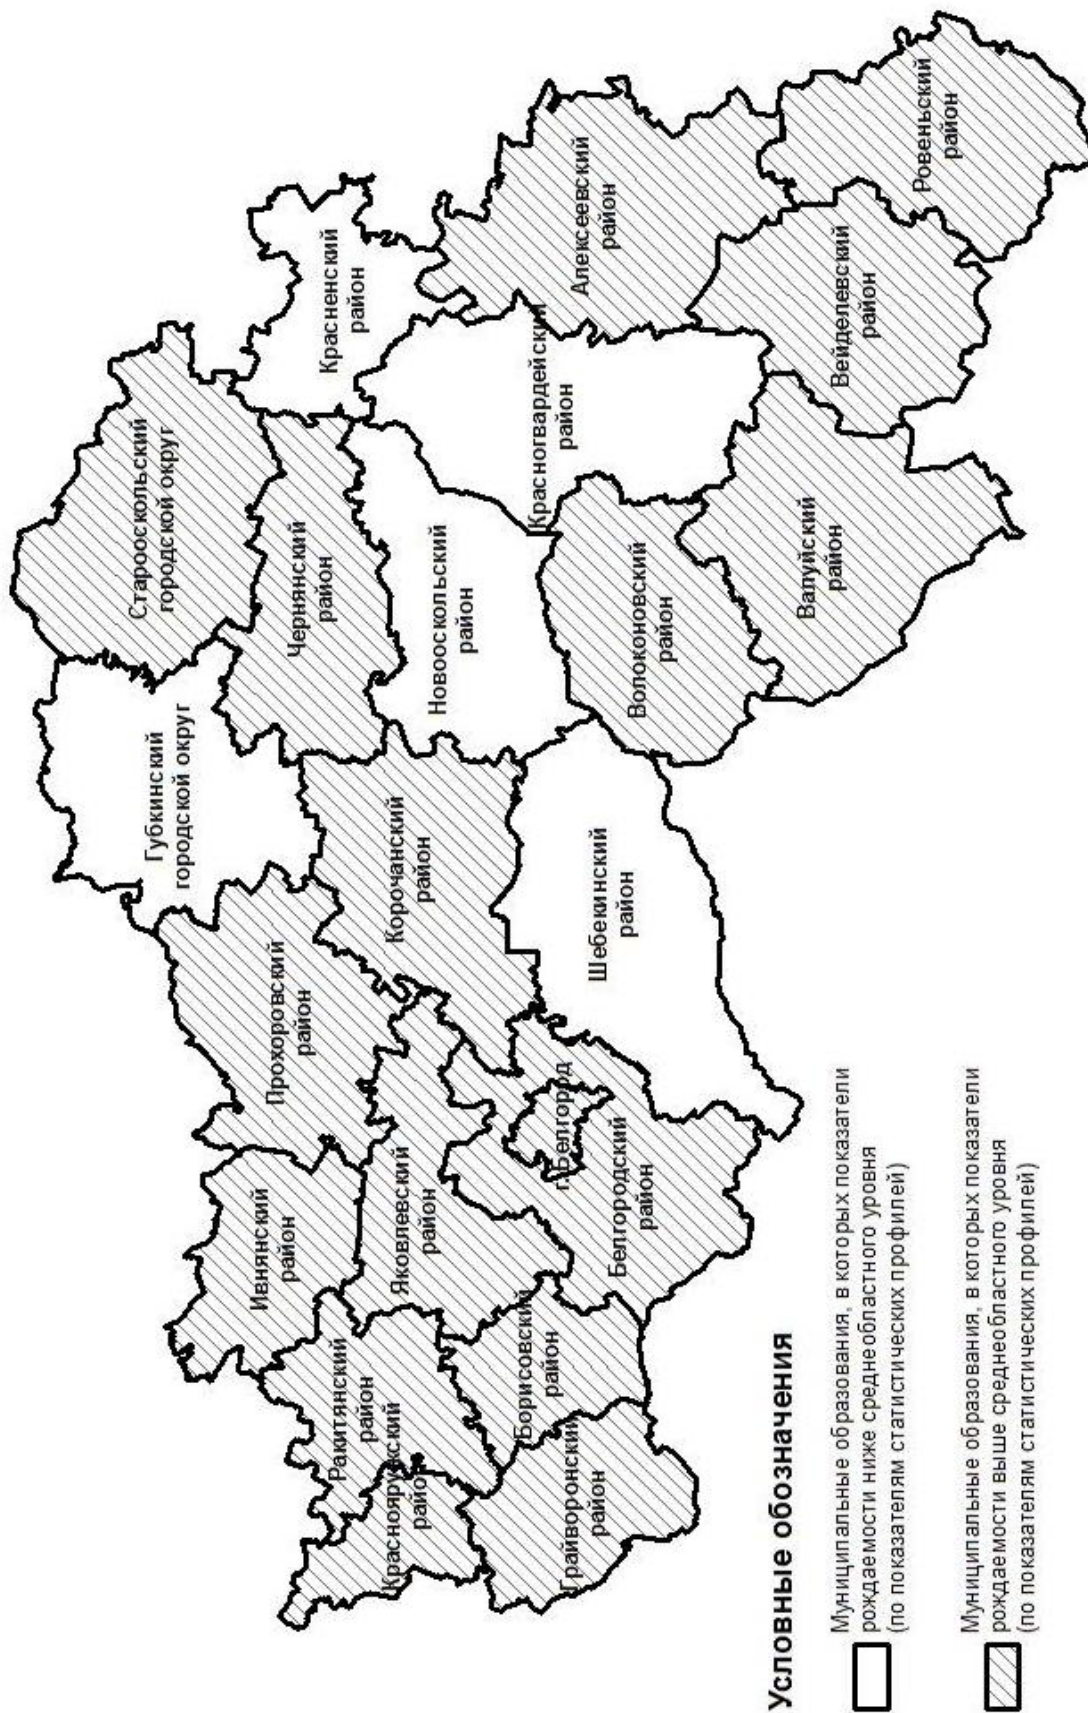 Старооскольский
городской округ
Губкинский
городской округ
Чернянский
район
Красненский
район
Прохоровский
район
Ивнянский
район
Корочанский
район
Новооскольский
район
Красногвардейский
район
Алексеевский
район
Ракитянский
район
Краснояружский
район
Яковлевский
район
Борисовский
район
Грайворонский
район
г.Белгород
Белгородский
район
Шебекинский
район
Волоконовский
район
Валуйский
район
Вейделевский
район
Ровеньский
район
Условные обозначения
Муниципальные образования, в которых показатели
рождаемости ниже среднеобластного уровня
(по показателям статистических профилей)
Муниципальные образования, в которых показатели
рождаемости выше среднеобластного уровня
(по показателям статистических профилей)